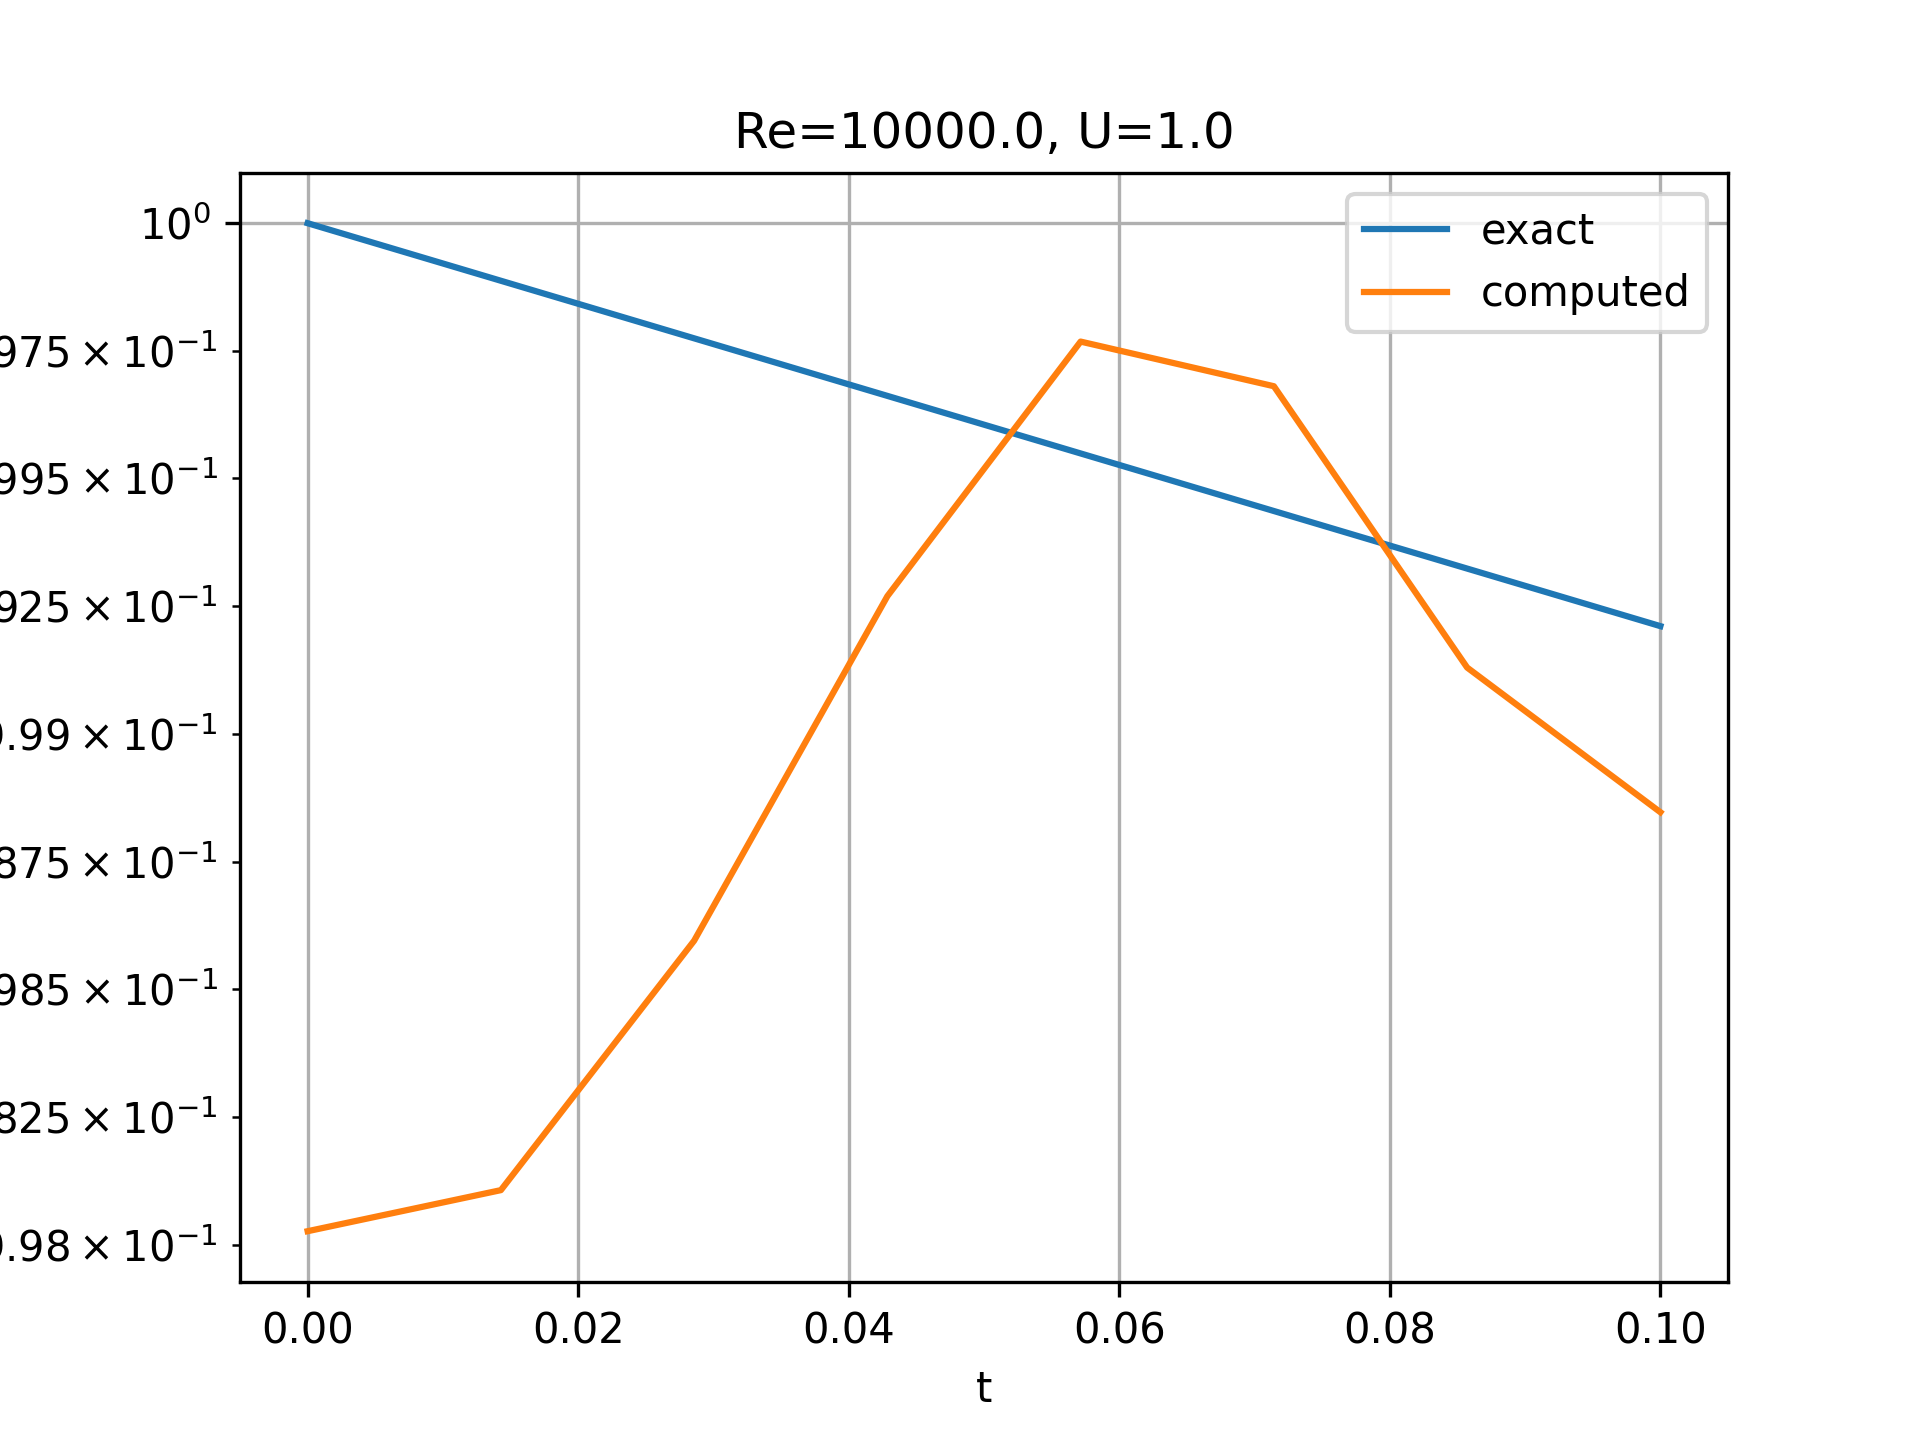 Re=10000.0, U=1.0
exact
computed
10⁰
975 × 10⁻¹
995 × 10⁻¹
925 × 10⁻¹
.99 × 10⁻¹
875 × 10⁻¹
985 × 10⁻¹
825 × 10⁻¹
.98 × 10⁻¹
0.00 0.02 0.04 0.06 0.08 0.10
t